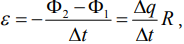 ε = − (Φ₂ − Φ₁)/Δt = (Δq/Δt) R ,